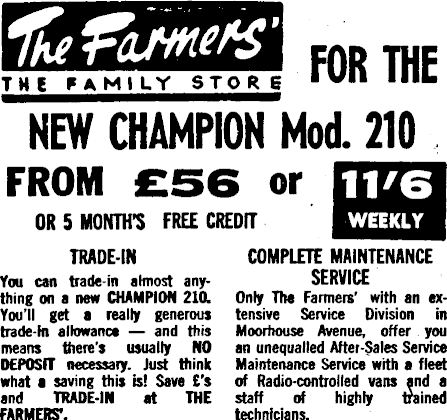 The Farmers'
THE FAMILY STORE
FOR THE
NEW CHAMPION Mod. 210
FROM £56 or 11'6
WEEKLY
OR 5 MONTH'S FREE CREDIT
TRADE-IN
You can trade-in almost any-
thing on a new CHAMPION 210.
You'll get a really generous
trade-in allowance — and this
means there's usually NO
DEPOSIT necessary. Just think
what a saving this is! Save £'s
and TRADE-IN at THE
FARMERS'.
COMPLETE MAINTENANCE
SERVICE
Only The Farmers' with an ex-
tensive Service Division in
Moorhouse Avenue, offer you
an unequalled After-Sales Service
Maintenance Service with a fleet
of Radio-controlled vans and a
staff of highly trained
technicians.